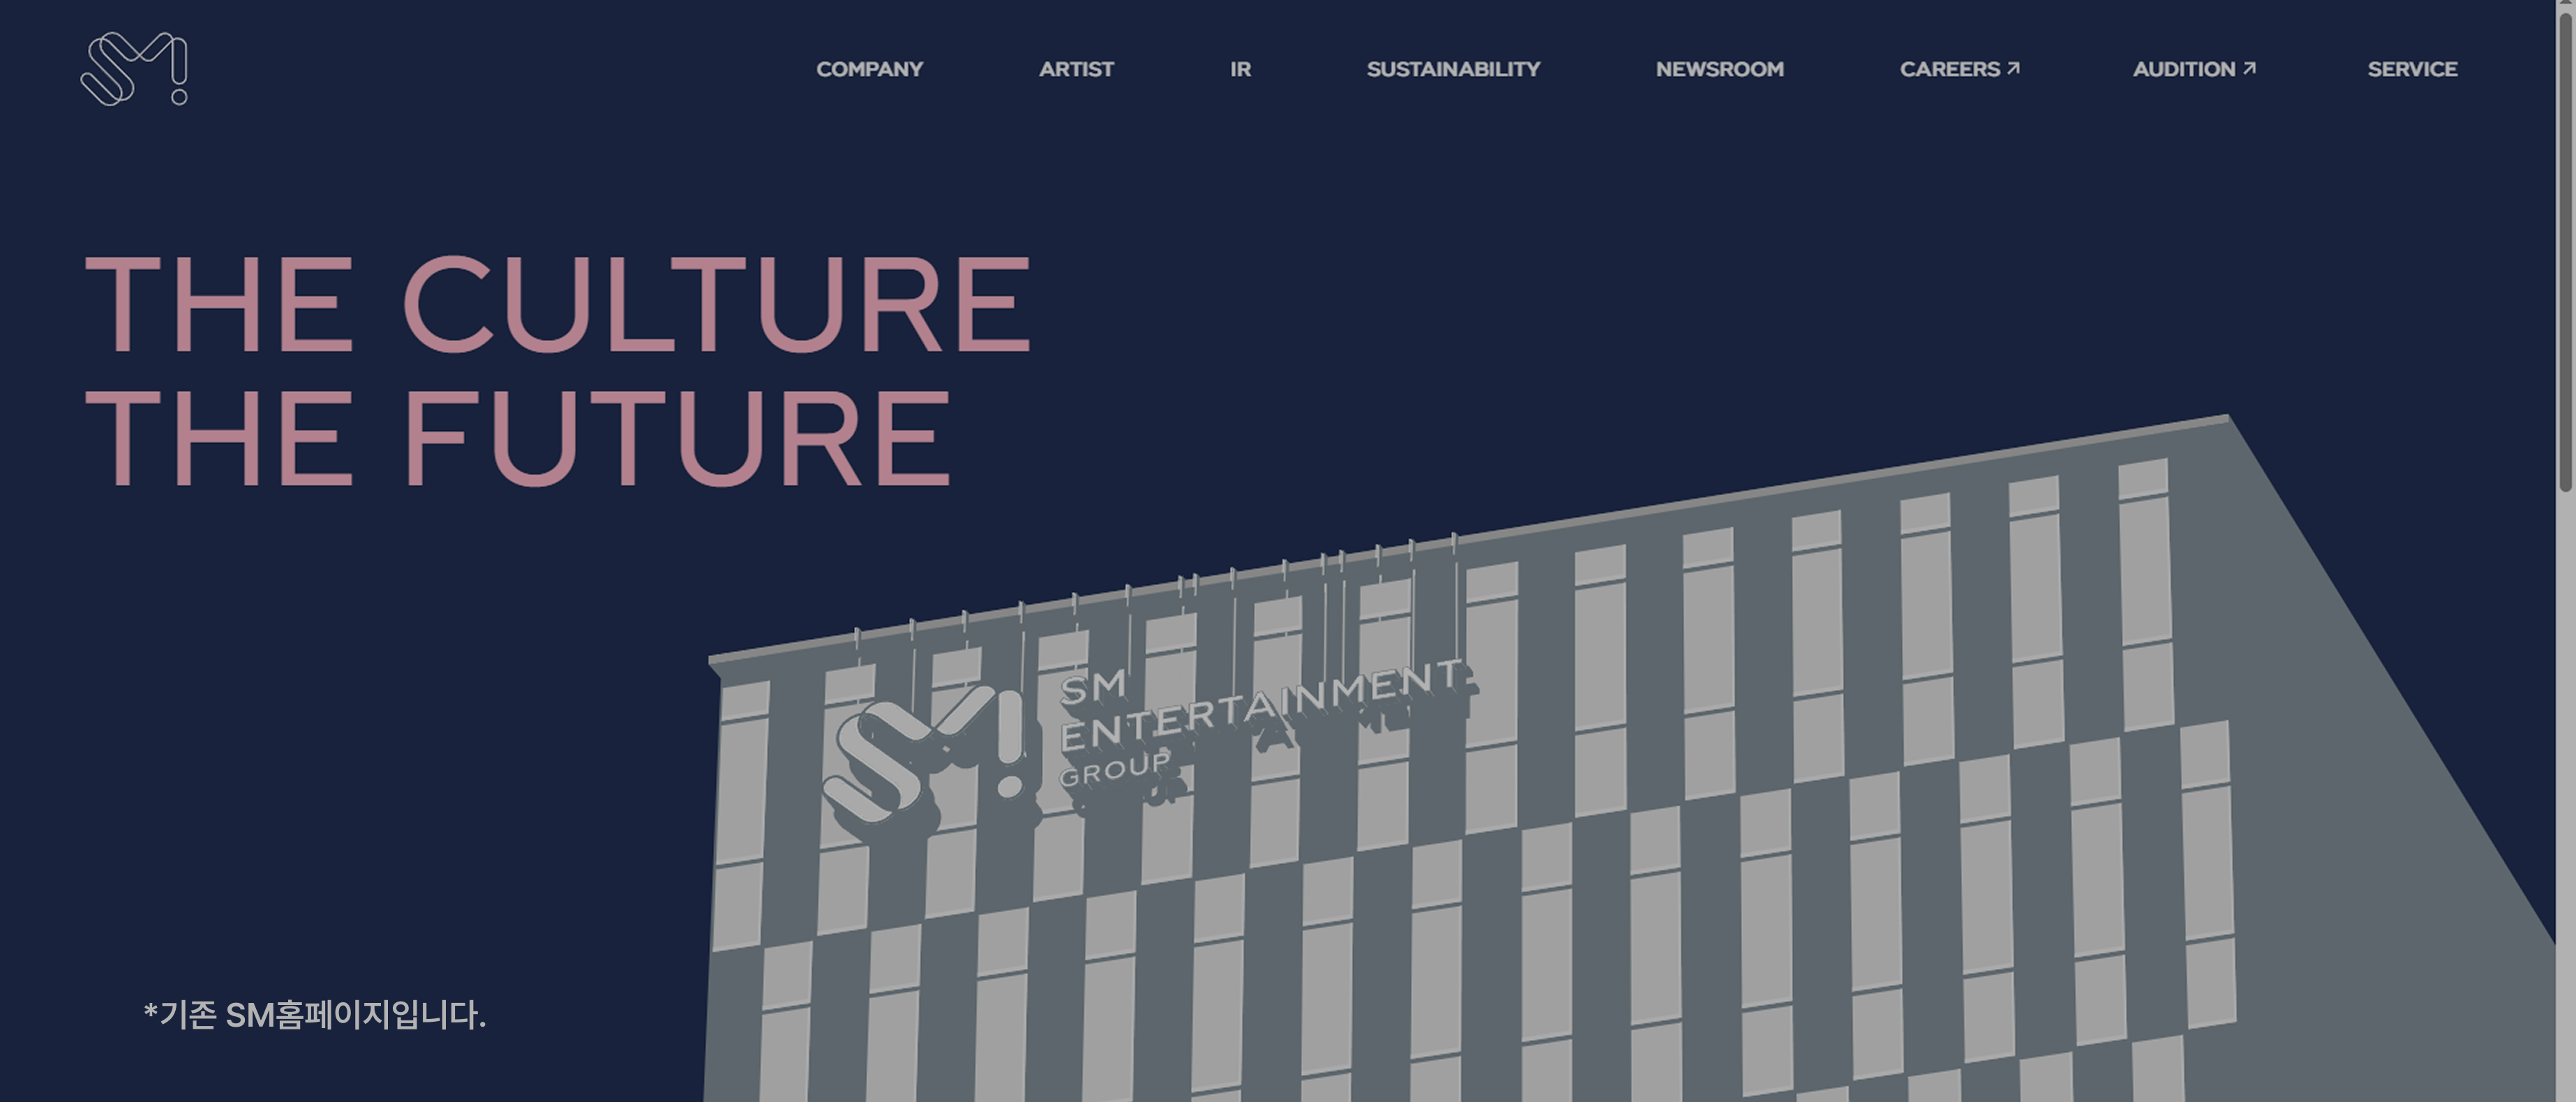 SM!
COMPANY ARTIST IR SUSTAINABILITY NEWSROOM CAREERS↗ AUDITION↗ SERVICE
THE CULTURE
THE FUTURE
SM!
SM
ENTERTAINMENT
GROUP
*기존 SM홈페이지입니다.